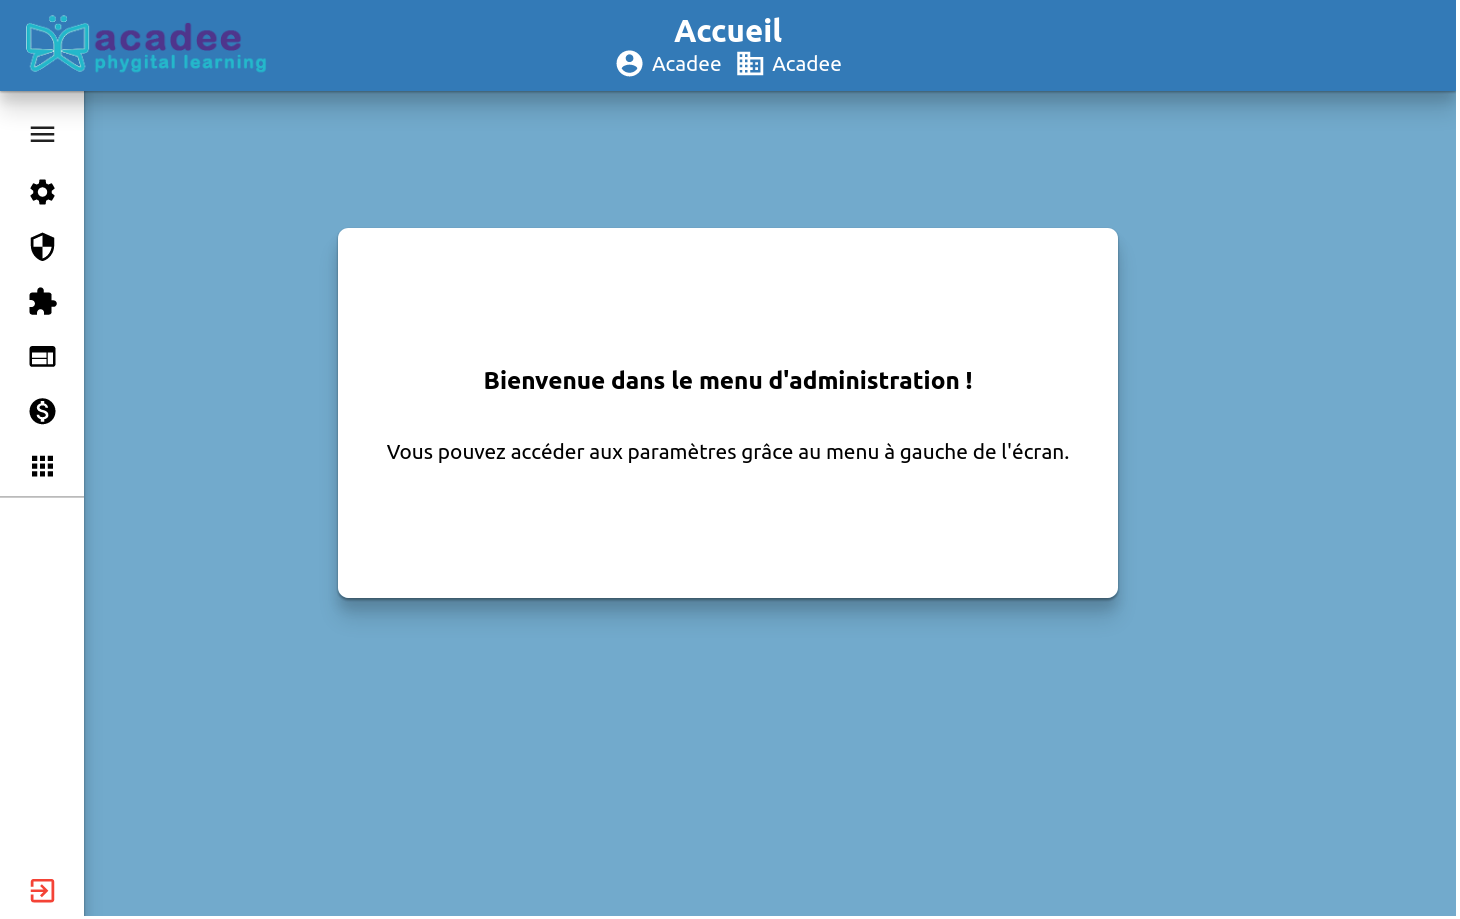 acadee
phygital learning
Accueil
Acadee Acadee
Bienvenue dans le menu d'administration !
Vous pouvez accéder aux paramètres grâce au menu à gauche de l'écran.